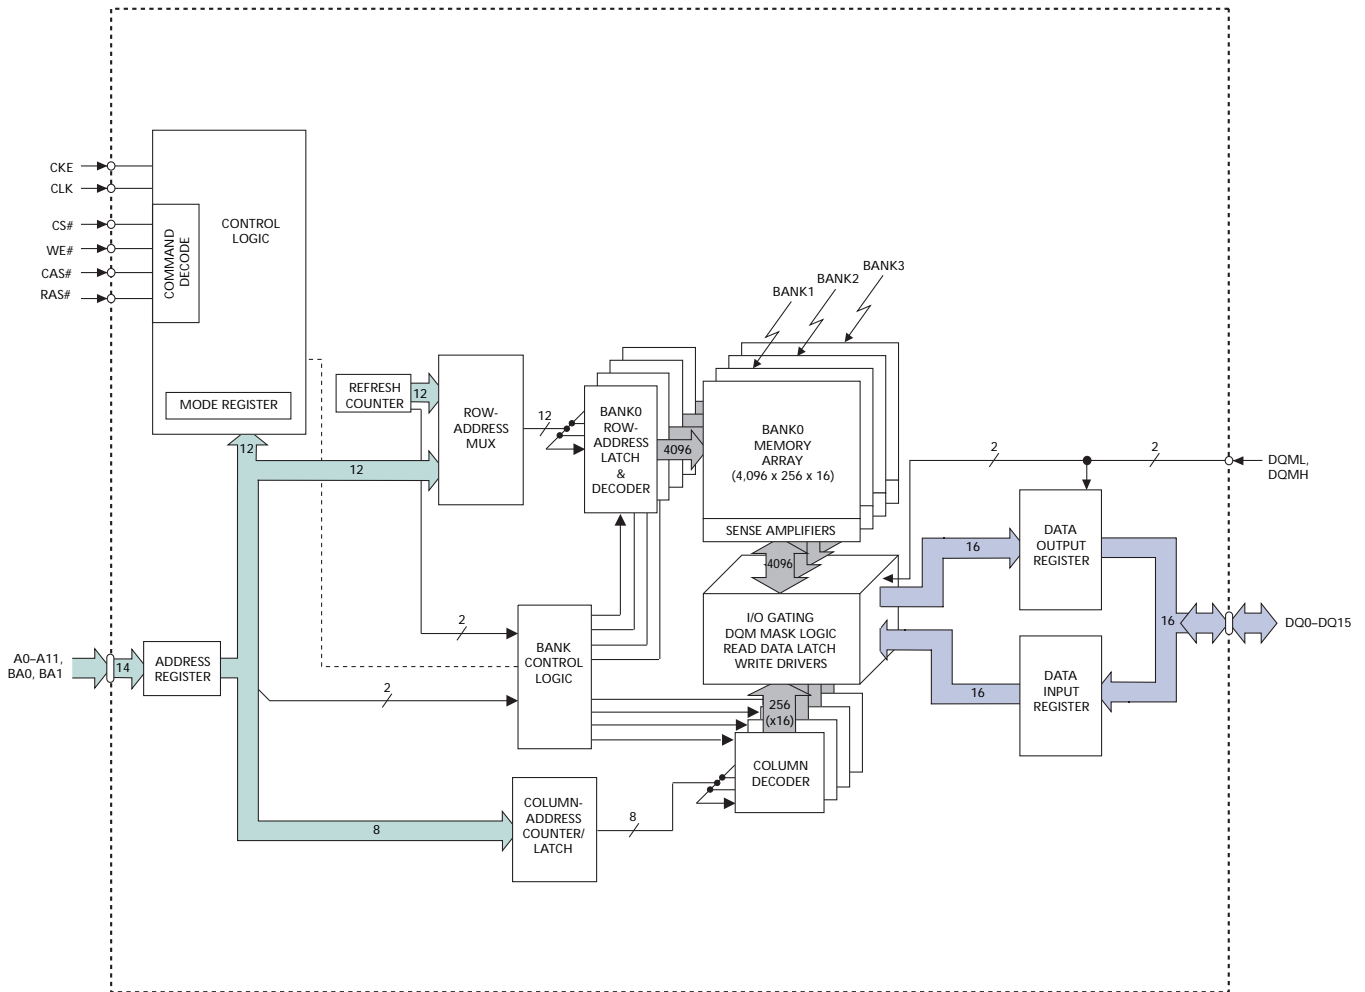 CKE
CLK
CS#
WE#
CAS#
RAS#
COMMAND
DECODE
CONTROL
LOGIC
MODE REGISTER
12
12
REFRESH
COUNTER
12
ROW-
ADDRESS
MUX
12
BANK0
ROW-
ADDRESS
LATCH
&
DECODER
4096
BANK1
BANK2
BANK3
BANK0
MEMORY
ARRAY
(4,096 x 256 x 16)
SENSE AMPLIFIERS
4096
I/O GATING
DQM MASK LOGIC
READ DATA LATCH
WRITE DRIVERS
2
2
DQML,
DQMH
16
DATA
OUTPUT
REGISTER
16
DQ0–DQ15
16
DATA
INPUT
REGISTER
A0–A11,
BA0, BA1
14
ADDRESS
REGISTER
2
2
BANK
CONTROL
LOGIC
256
(x16)
COLUMN
DECODER
8
COLUMN-
ADDRESS
COUNTER/
LATCH
8